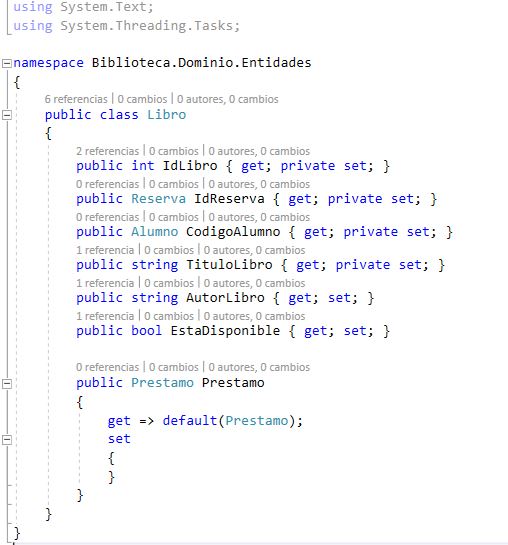 using System.Text;
using System.Threading.Tasks;
namespace Biblioteca.Dominio.Entidades
{
6 referencias | 0 cambios | 0 autores, 0 cambios
public class Libro
{
2 referencias | 0 cambios | 0 autores, 0 cambios
public int IdLibro { get; private set; }
0 referencias | 0 cambios | 0 autores, 0 cambios
public Reserva IdReserva { get; private set; }
0 referencias | 0 cambios | 0 autores, 0 cambios
public Alumno CodigoAlumno { get; private set; }
1 referencia | 0 cambios | 0 autores, 0 cambios
public string TituloLibro { get; private set; }
1 referencia | 0 cambios | 0 autores, 0 cambios
public string AutorLibro { get; set; }
1 referencia | 0 cambios | 0 autores, 0 cambios
public bool EstaDisponible { get; set; }
0 referencias | 0 cambios | 0 autores, 0 cambios
public Prestamo Prestamo
{
get => default(Prestamo);
set
{
}
}
}
}